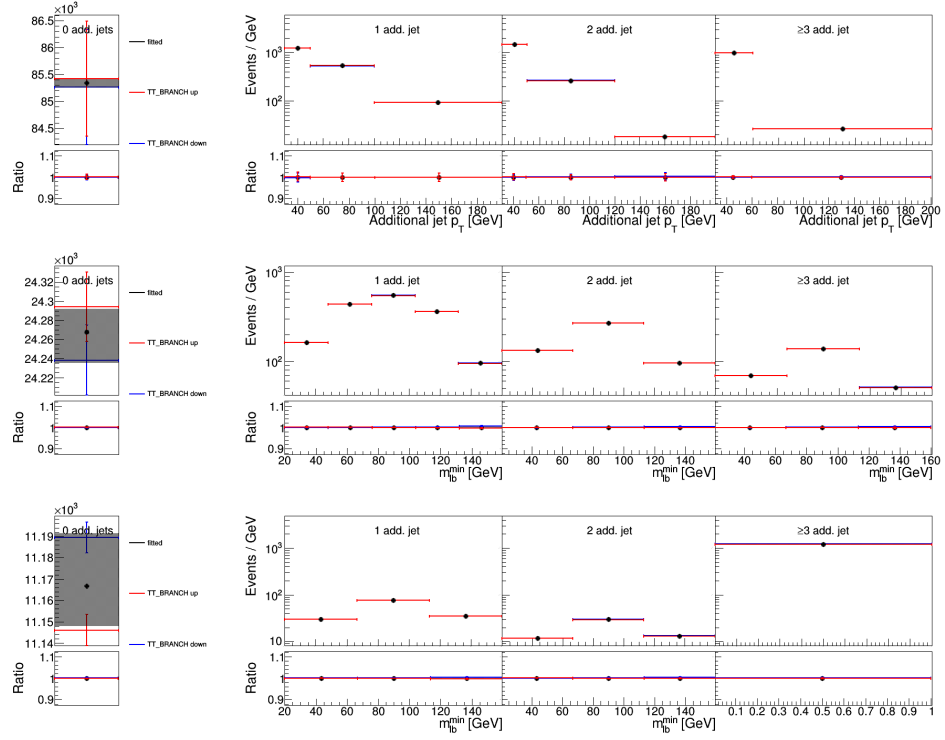 ×10³
86.5
86
85.5
85
84.5
0 add. jets
fitted
TT_BRANCH up
TT_BRANCH down
Events / GeV
10³
10²
1 add. jet
2 add. jet
≥3 add. jet
Ratio
1.1
1
0.9
Ratio
1.1
1
0.9
40 60 80 100 120 140 160 180
40 60 80 100 120 140 160 180
40 60 80 100 120 140 160 180 200
Additional jet p_T [GeV]
Additional jet p_T [GeV]
Additional jet p_T [GeV]
×10³
24.32
24.3
24.28
24.26
24.24
24.22
0 add. jets
fitted
TT_BRANCH up
TT_BRANCH down
Events / GeV
10³
10²
1 add. jet
2 add. jet
≥3 add. jet
Ratio
1.1
1
0.9
Ratio
1.1
1
0.9
20 40 60 80 100 120 140
40 60 80 100 120 140
40 60 80 100 120 140 160
m_lb^min [GeV]
m_lb^min [GeV]
m_lb^min [GeV]
×10³
11.19
11.18
11.17
11.16
11.15
11.14
0 add. jets
fitted
TT_BRANCH up
TT_BRANCH down
Events / GeV
10³
10²
10
1 add. jet
2 add. jet
≥3 add. jet
Ratio
1.1
1
0.9
Ratio
1.1
1
0.9
20 40 60 80 100 120 140
40 60 80 100 120 140
0.1 0.2 0.3 0.4 0.5 0.6 0.7 0.8 0.9 1
m_lb^min [GeV]
m_lb^min [GeV]